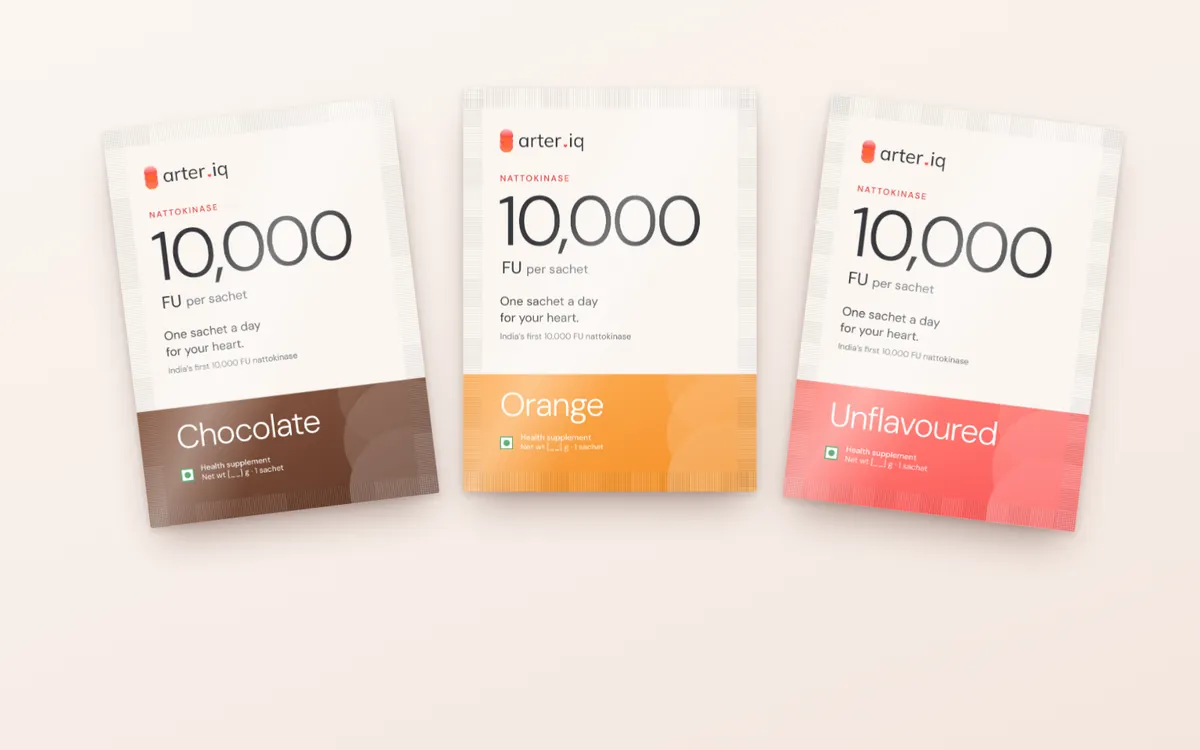 arter.iq
NATTOKINASE
10,000
FU per sachet
One sachet a day
for your heart.
India's first 10,000 FU nattokinase
Chocolate
Health supplement
Net wt [__] g · 1 sachet
arter.iq
NATTOKINASE
10,000
FU per sachet
One sachet a day
for your heart.
India's first 10,000 FU nattokinase
Orange
Health supplement
Net wt [__] g · 1 sachet
arter.iq
NATTOKINASE
10,000
FU per sachet
One sachet a day
for your heart.
India's first 10,000 FU nattokinase
Unflavoured
Health supplement
Net wt [__] g · 1 sachet